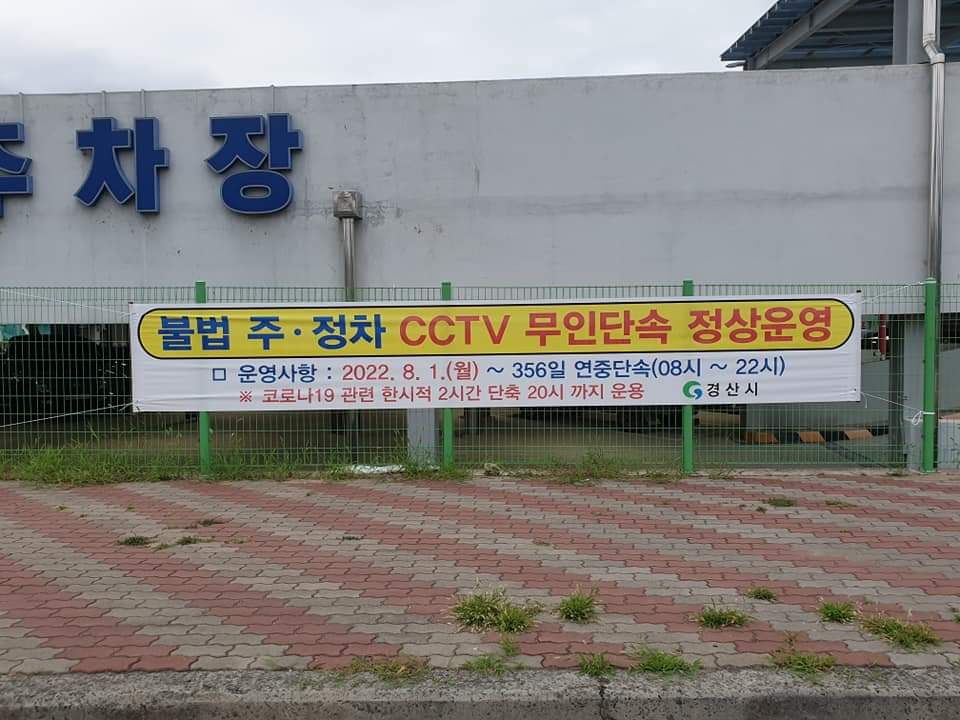 주차장
불법 주·정차 CCTV 무인단속 정상운영
□ 운영사항 : 2022. 8. 1.(월) ~ 356일 연중단속(08시 ~ 22시)
※ 코로나19 관련 한시적 2시간 단축 20시 까지 운용
경산시